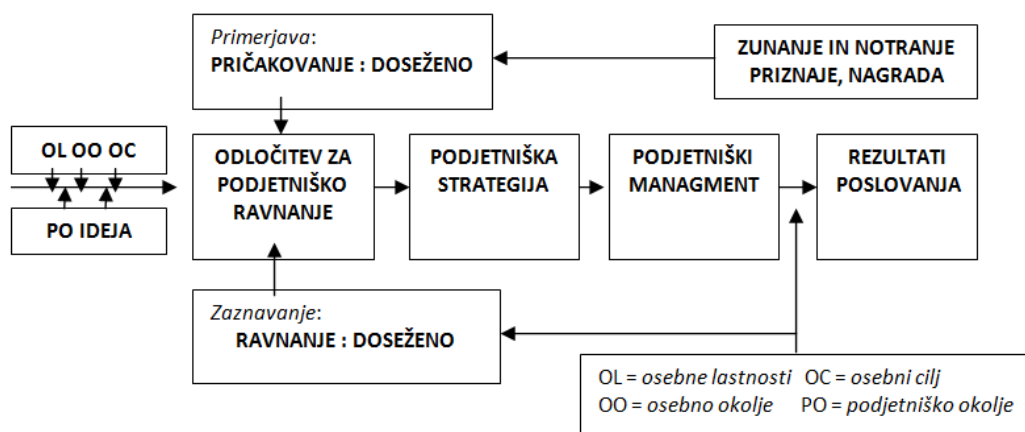 Primerjava:
PRIČAKOVANJE : DOSEŽENO
ZUNANJE IN NOTRANJE
PRIZNAJE, NAGRADA
OL OO OC
PO IDEJA
ODLOČITEV ZA
PODJETNIŠKO
RAVNANJE
PODJETNIŠKA
STRATEGIJA
PODJETNIŠKI
MANAGMENT
REZULTATI
POSLOVANJA
Zaznavanje:
RAVNANJE : DOSEŽENO
OL = osebne lastnosti OC = osebni cilj
OO = osebno okolje PO = podjetniško okolje